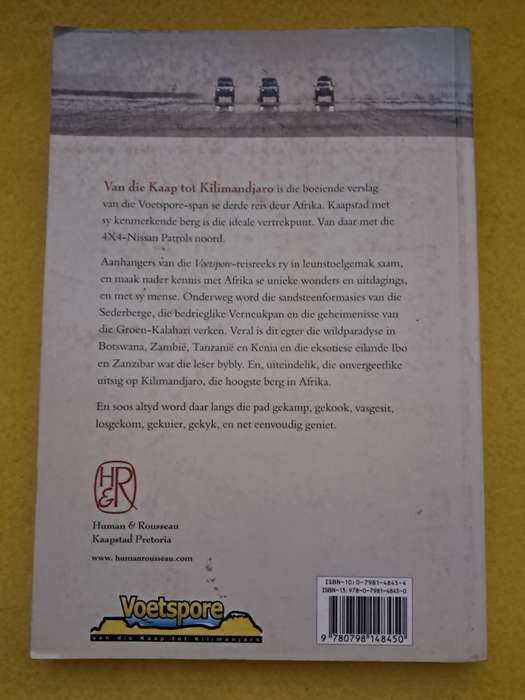 Van die Kaap tot Kilimandjaro is die boeiende verslag
van die Voetspore-span se derde reis deur Afrika. Kaapstad met
sy kenmerkende berg is die ideale vertrekpunt. Van daar met die
4X4-Nissan Patrols noord.
Aanhangers van die Voetspore-reisreeks ry in leunstoelgemak saam,
en maak nader kennis met Afrika se unieke wonders en uitdagings,
en met sy mense. Onderweg word die sandsteenformasies van die
Sederberge, die bedrieglike Verneukpan en die geheimenisse van
die Groen-Kalahari verken. Veral is dit egter die wildparadyse in
Botswana, Zambië, Tanzanië en Kenia en die eksotiese eilande Ibo
en Zanzibar wat die leser bybly. En, uiteindelik, die onvergeetlike
uitsig op Kilimandjaro, die hoogste berg in Afrika.
En soos altyd word daar langs die pad gekamp, gekook, vasgesit,
losgekom, gekuier, gekyk, en net eenvoudig geniet.
H&R
Human & Rousseau
Kaapstad Pretoria
www.humanrousseau.com
Voetspore
van die Kaap tot Kilimanjaro
ISBN-10: 0-7981-4845-4
ISBN-13: 978-0-7981-4845-0
9 780798 148450